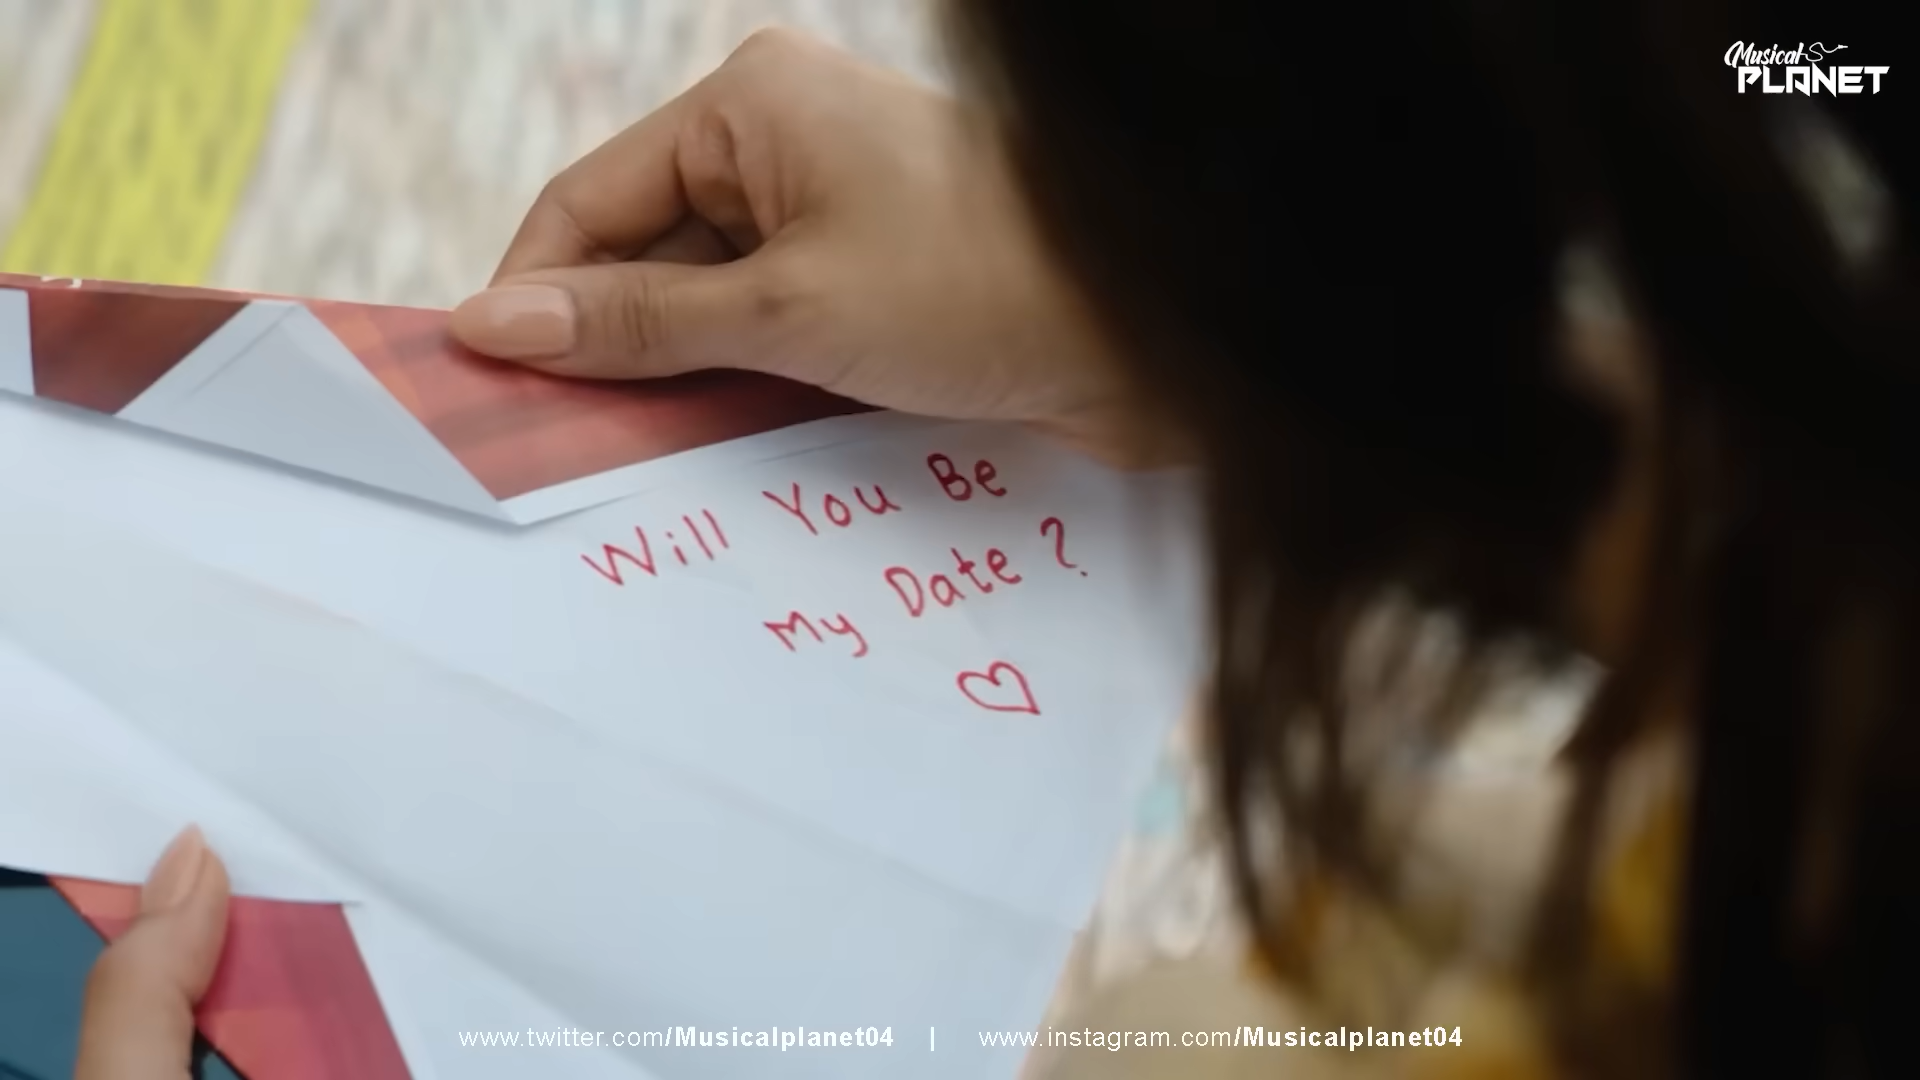 Musical
PLANET
Will You Be
My Date ?
www.twitter.com/Musicalplanet04 | www.instagram.com/Musicalplanet04